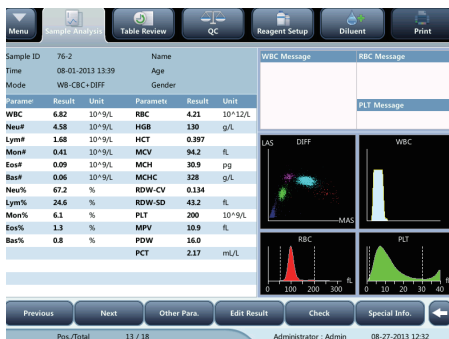 Menu
Sample Analysis
Table Review
QC
Reagent Setup
Diluent
Print
Sample ID 76-2 Name
Time 08-01-2013 13:39 Age
Mode WB-CBC+DIFF Gender
WBC Message
RBC Message
PLT Message
Parame Result Unit Paramete Result Unit
WBC 6.82 10^9/L RBC 4.21 10^12/L
Neu# 4.58 10^9/L HGB 130 g/L
Lym# 1.68 10^9/L HCT 0.397
Mon# 0.41 10^9/L MCV 94.2 fL
Eos# 0.09 10^9/L MCH 30.9 pg
Bas# 0.06 10^9/L MCHC 328 g/L
Neu% 67.2 % RDW-CV 0.134
Lym% 24.6 % RDW-SD 43.2 fL
Mon% 6.1 % PLT 200 10^9/L
Eos% 1.3 % MPV 10.9 fL
Bas% 0.8 % PDW 16.0
PCT 2.17 mL/L
LAS DIFF MAS
WBC
RBC
0 100 200 300 fL
PLT
0 10 20 30 40 fL
Previous
Next
Other Para.
Edit Result
Check
Special Info.
Pos./Total 13 / 18
Administrator : Admin 08-27-2013 12:32